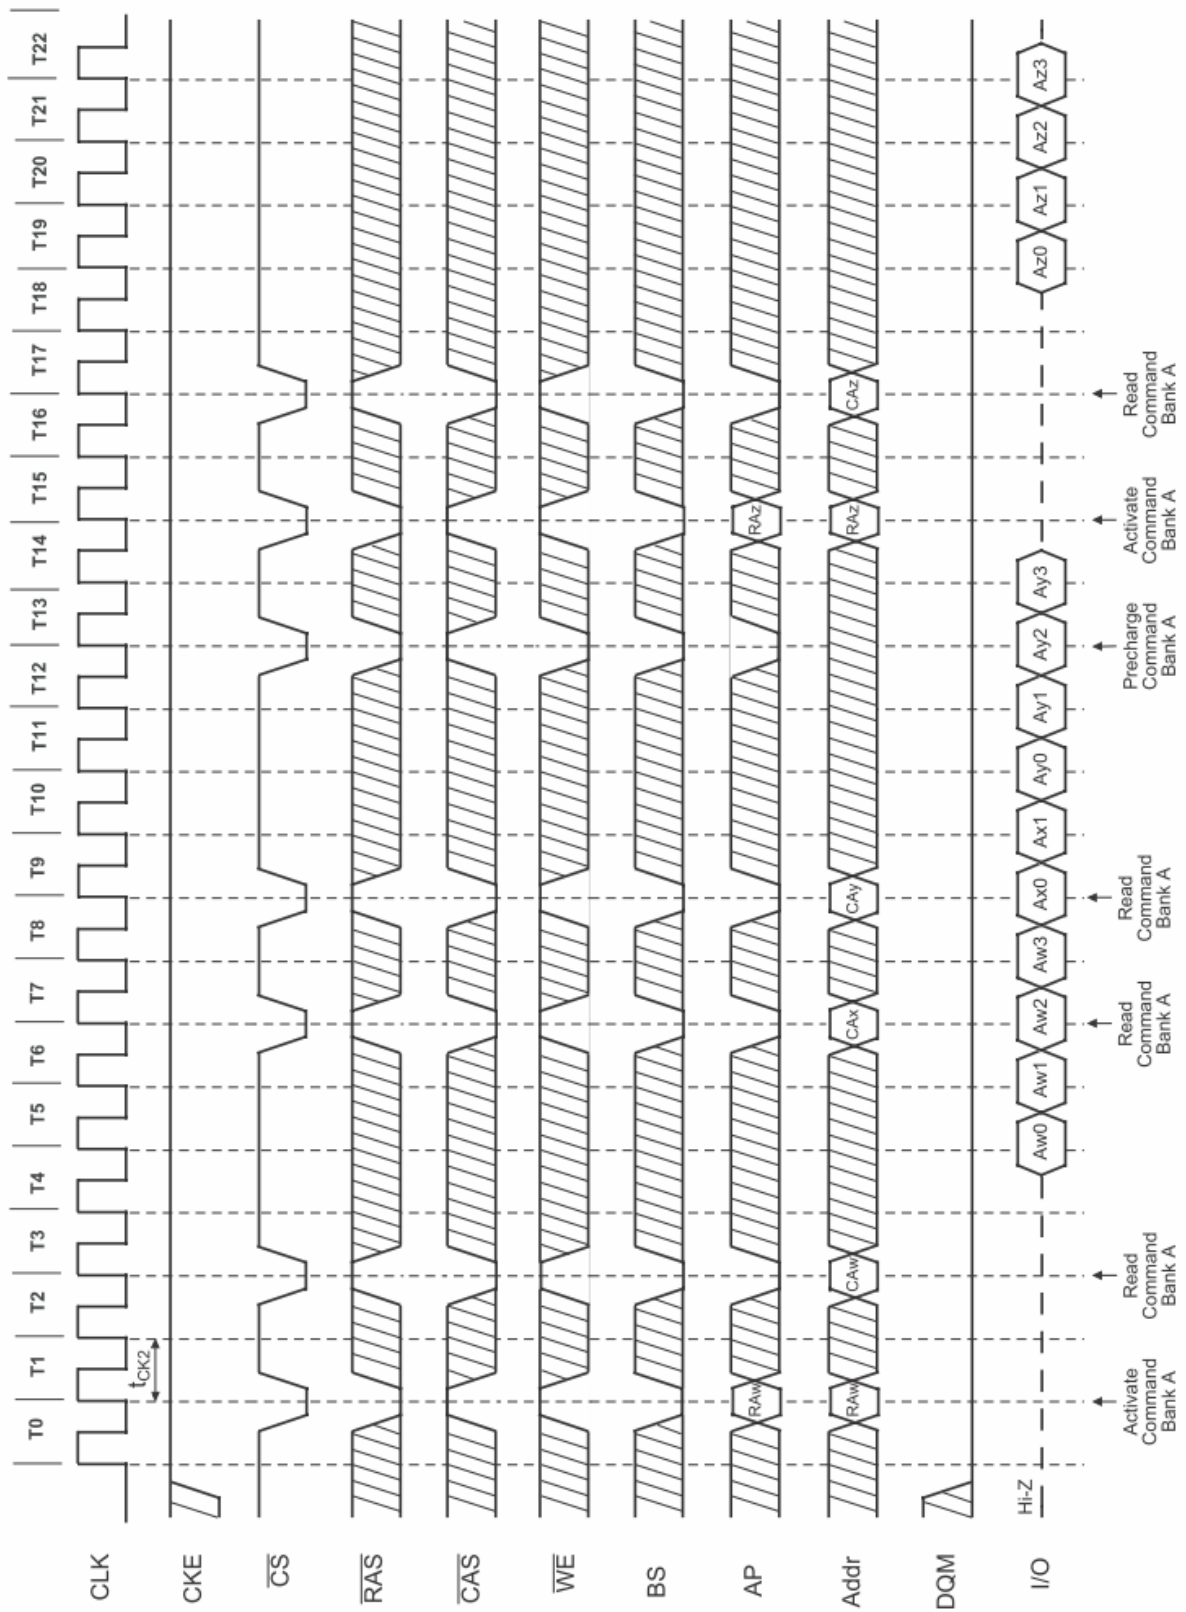 T0 T1 T2 T3 T4 T5 T6 T7 T8 T9 T10 T11 T12 T13 T14 T15 T16 T17 T18 T19 T20 T21 T22
CLK
tCK2
CKE
CS
RAS
CAS
WE
BS
AP
RAw RAz
Addr
RAw CAw CAx CAy RAz CAz
DQM
I/O
Hi-Z
Aw0 Aw1 Aw2 Aw3 Ax0 Ax1 Ay0 Ay1 Ay2 Ay3 Az0 Az1 Az2 Az3
Activate
Command
Bank A
Read
Command
Bank A
Read
Command
Bank A
Read
Command
Bank A
Precharge
Command
Bank A
Activate
Command
Bank A
Read
Command
Bank A